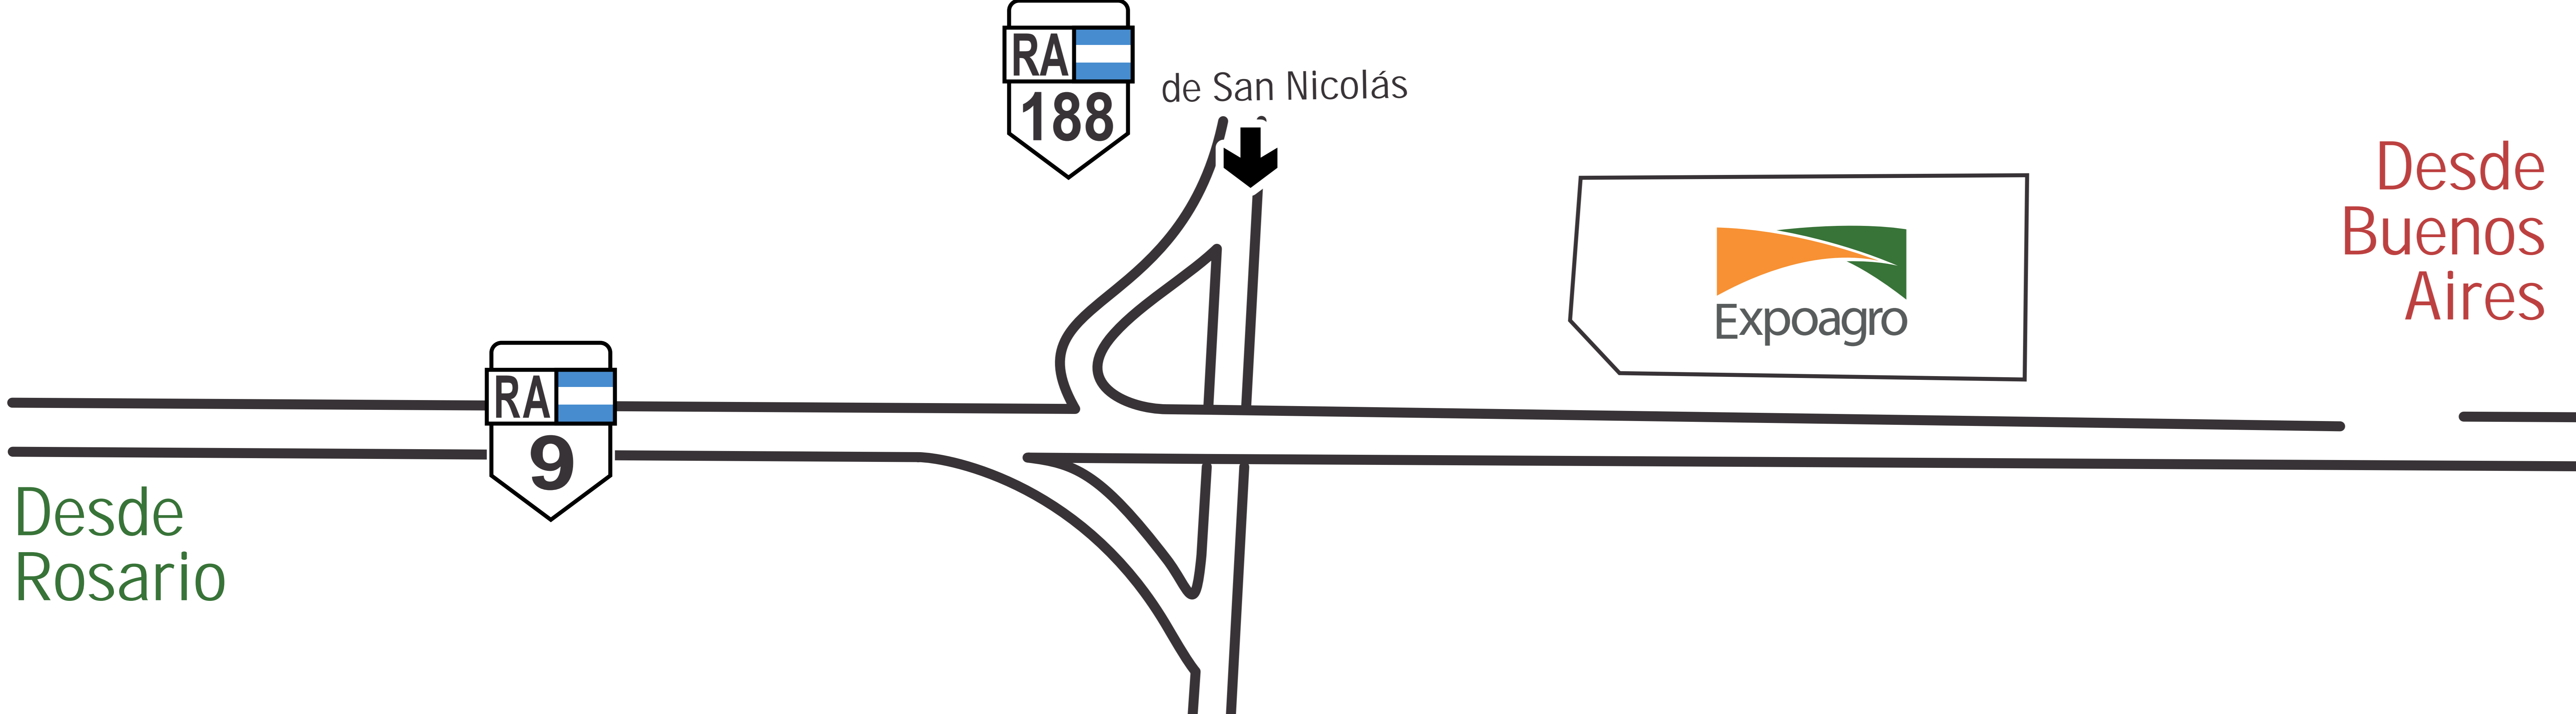 RA
188
de San Nicolás
Desde
Buenos
Aires
Expoagro
RA
9
Desde
Rosario